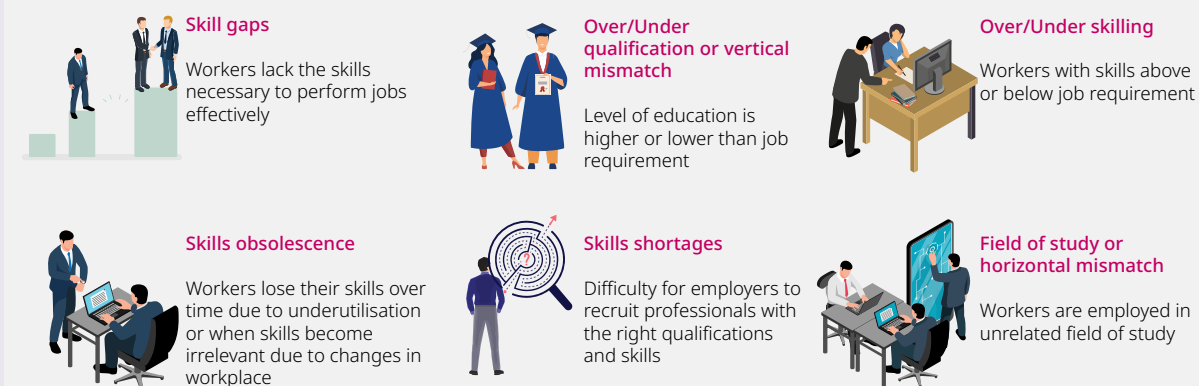 Skill gaps
Workers lack the skills
necessary to perform jobs
effectively
Over/Under
qualification or vertical
mismatch
Level of education is
higher or lower than job
requirement
Over/Under skilling
Workers with skills above
or below job requirement
Skills obsolescence
Workers lose their skills over
time due to underutilisation
or when skills become
irrelevant due to changes in
workplace
?
Skills shortages
Difficulty for employers to
recruit professionals with
the right qualifications
and skills
Field of study or
horizontal mismatch
Workers are employed in
unrelated field of study